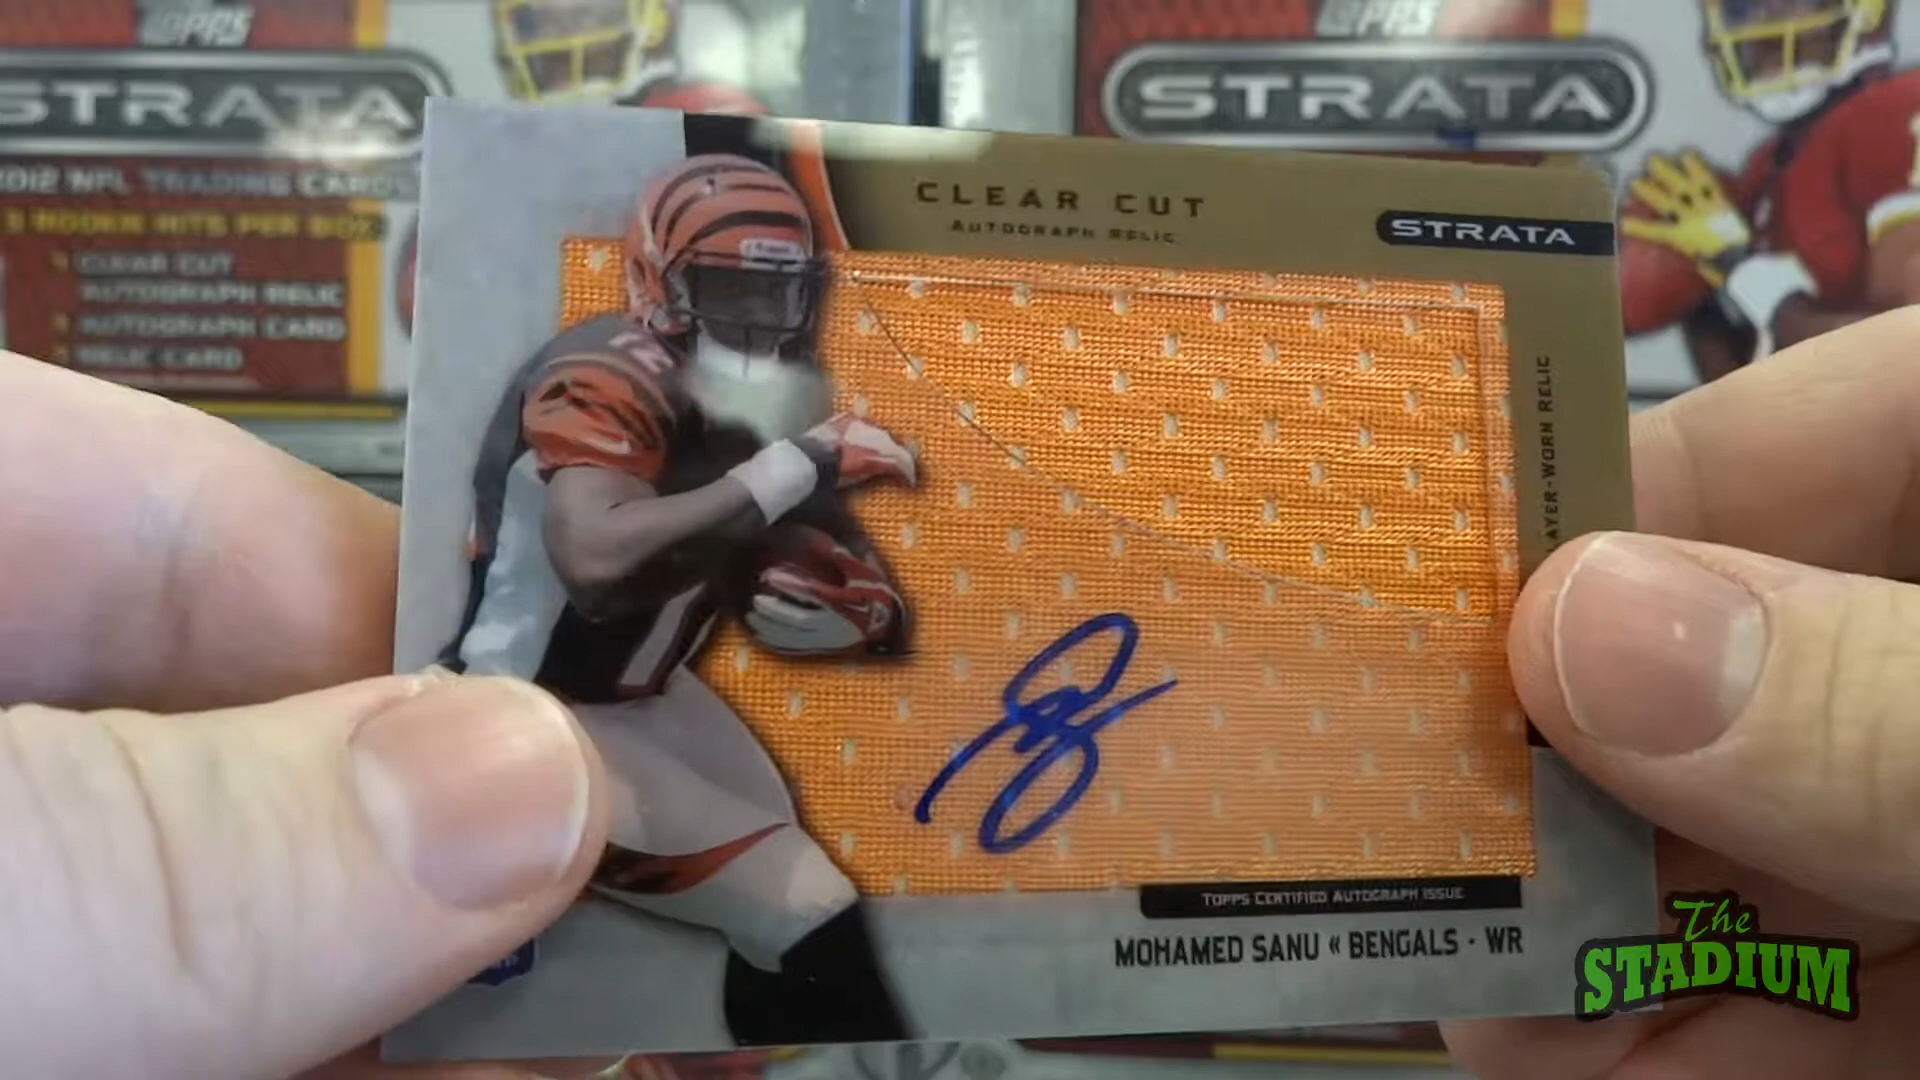 TOPPS
STRATA
2012 NFL TRADING CARDS
3 ROOKIE HITS PER BOX!
1 CLEAR CUT
AUTOGRAPH RELIC
1 AUTOGRAPH CARD
1 RELIC CARD
TOPPS
STRATA
CLEAR CUT
AUTOGRAPH RELIC
STRATA
AYER-WORN RELIC
12
TOPPS CERTIFIED AUTOGRAPH ISSUE
MOHAMED SANU « BENGALS · WR
The
STADIUM